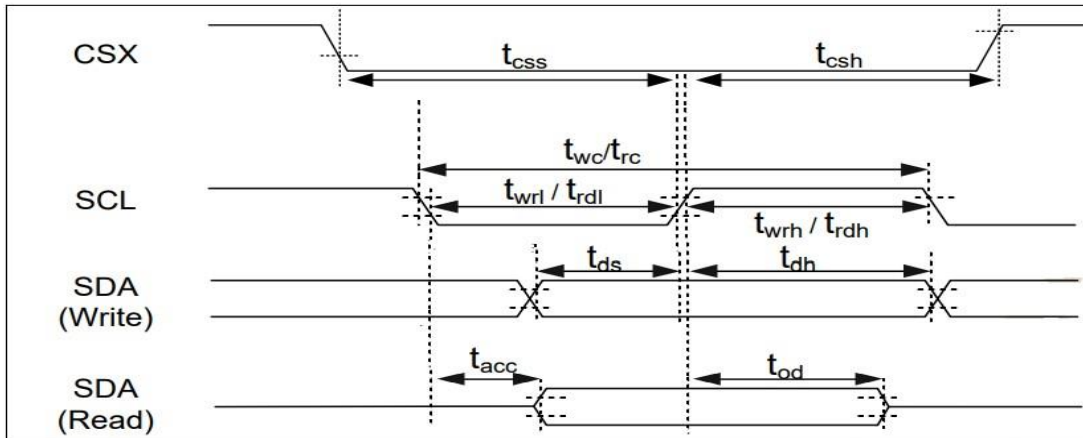 CSX
t_css
t_csh
t_wc/t_rc
SCL
t_wrl / t_rdl
t_wrh / t_rdh
SDA
(Write)
t_ds
t_dh
SDA
(Read)
t_acc
t_od